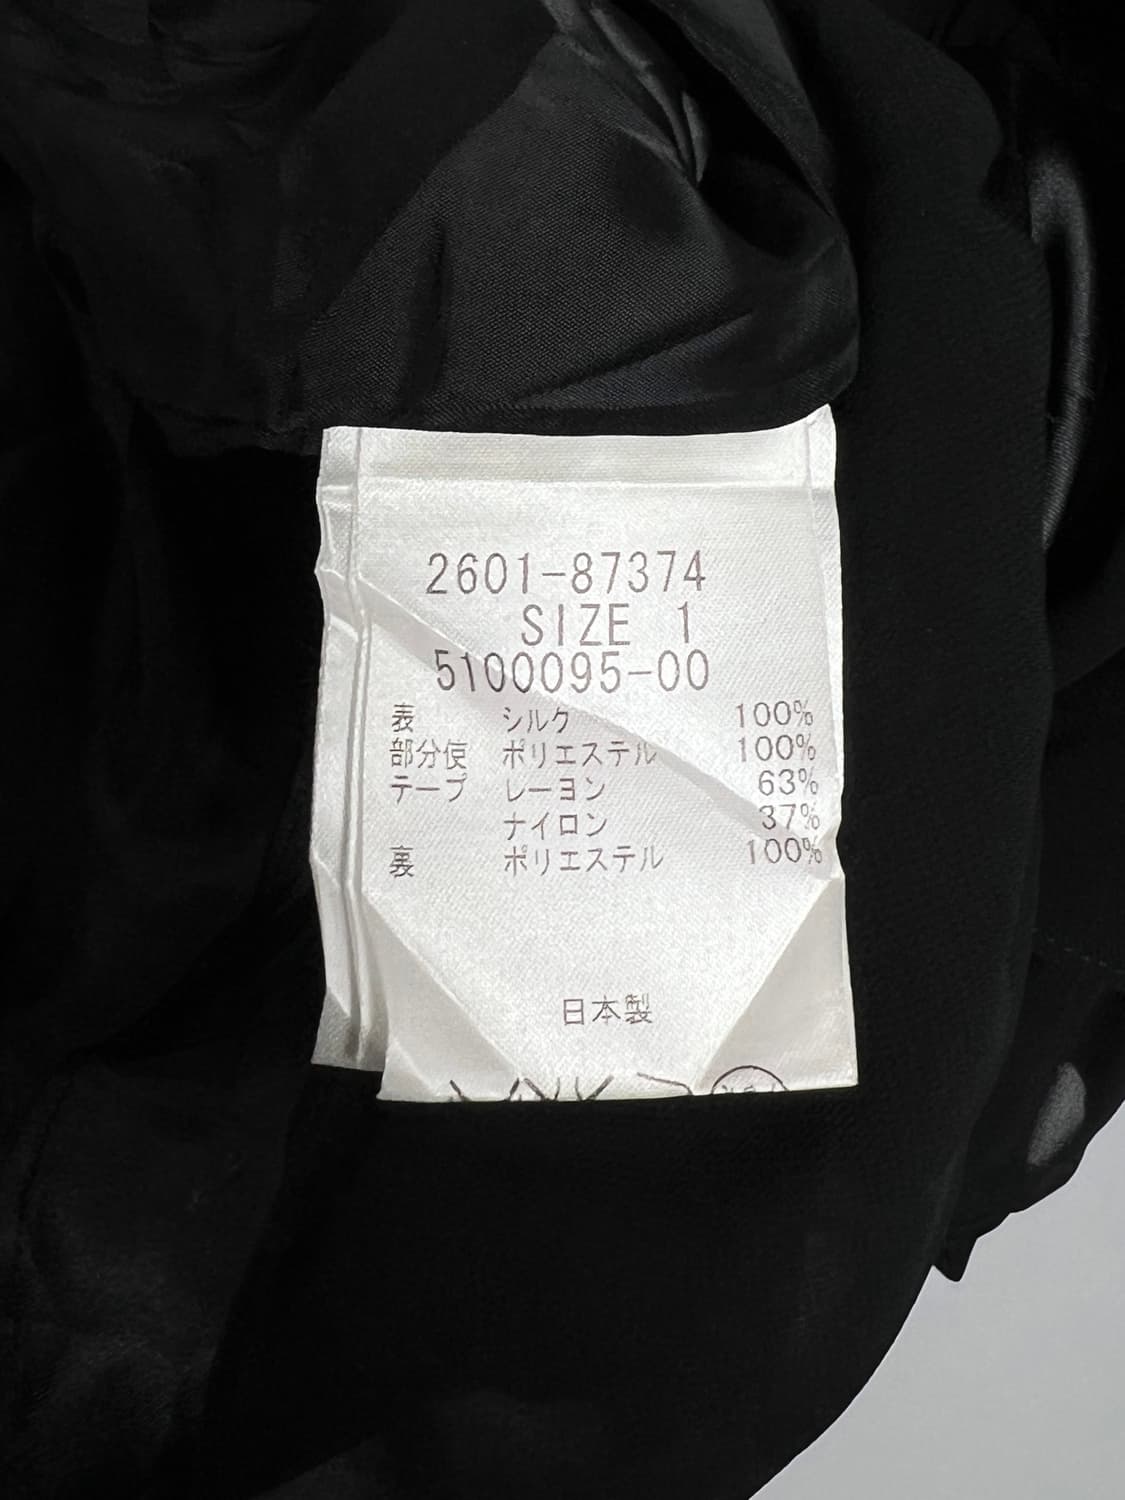 2601-87374
SIZE 1
5100095-00
表 シルク 100%
部分使 ポリエステル 100%
テープ レーヨン 63%
ナイロン 37%
裏 ポリエステル 100%
日本製